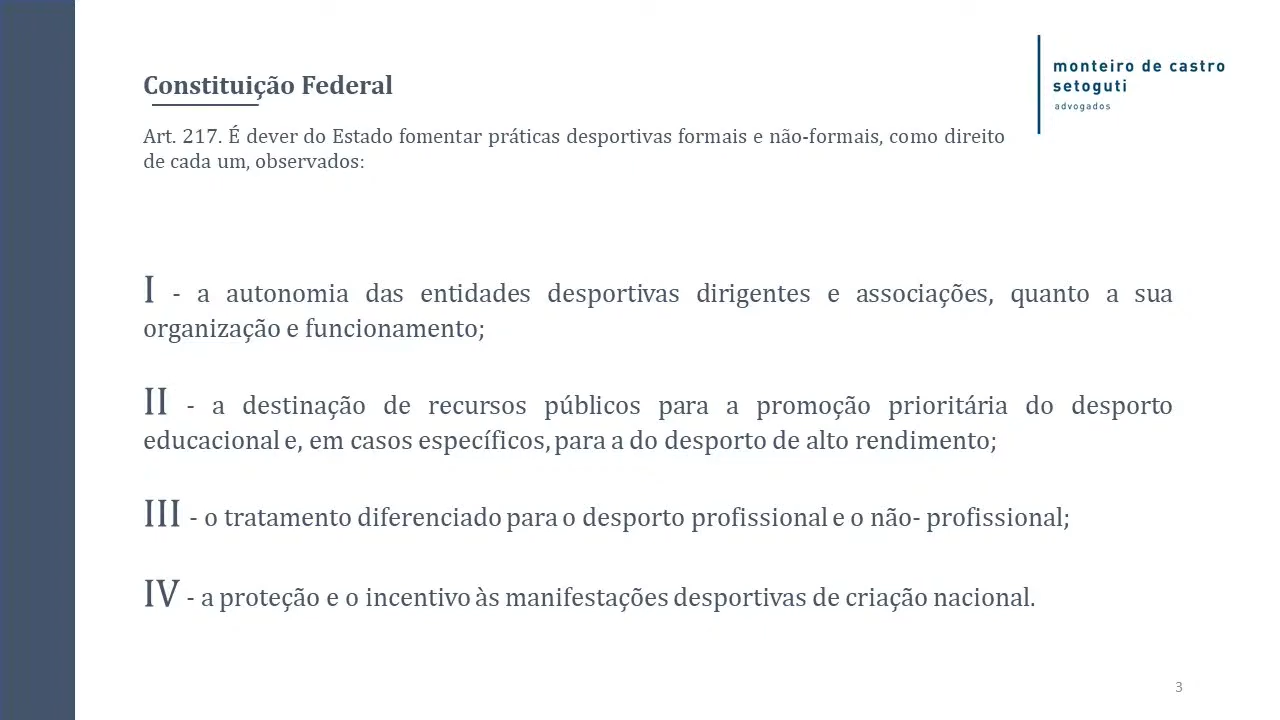 Constituição Federal
monteiro de castro
setoguti
advogados
Art. 217. É dever do Estado fomentar práticas desportivas formais e não-formais, como direito
de cada um, observados:
I - a autonomia das entidades desportivas dirigentes e associações, quanto a sua
organização e funcionamento;
II - a destinação de recursos públicos para a promoção prioritária do desporto
educacional e, em casos específicos, para a do desporto de alto rendimento;
III - o tratamento diferenciado para o desporto profissional e o não- profissional;
IV - a proteção e o incentivo às manifestações desportivas de criação nacional.
3